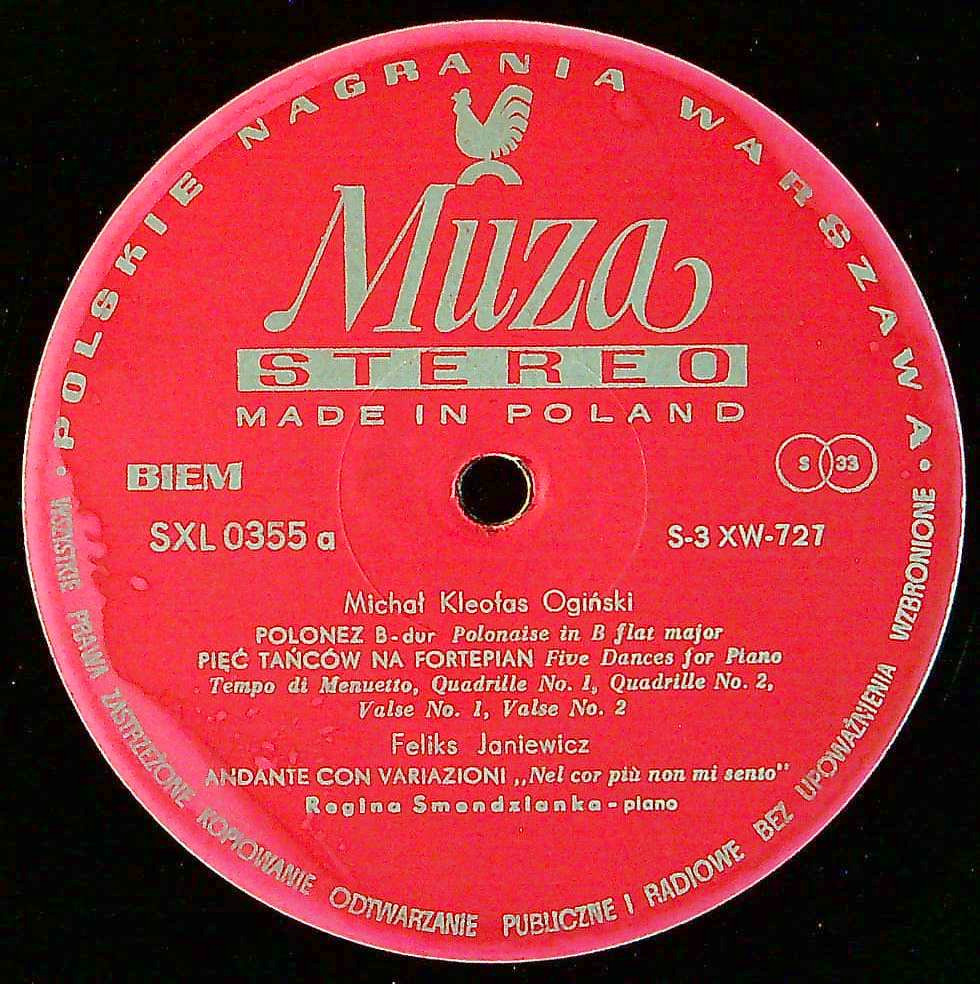 POLSKIE NAGRANIA WARSZAWA
Muza
STEREO
MADE IN POLAND
BIEM
S 33
SXL 0355 a
S-3 XW-727
Michał Kleofas Ogiński
POLONEZ B-dur Polonaise in B flat major
PIĘĆ TAŃCÓW NA FORTEPIAN Five Dances for Piano
Tempo di Menuetto, Quadrille No. 1, Quadrille No. 2,
Valse No. 1, Valse No. 2
Feliks Janiewicz
ANDANTE CON VARIAZIONI „Nel cor più non mi sento"
Regina Smendzianka - piano
· WSZYSTKIE PRAWA ZASTRZEŻONE KOPIOWANIE ODTWARZANIE PUBLICZNE I RADIOWE BEZ UPOWAŻNIENIA WZBRONIONE ·